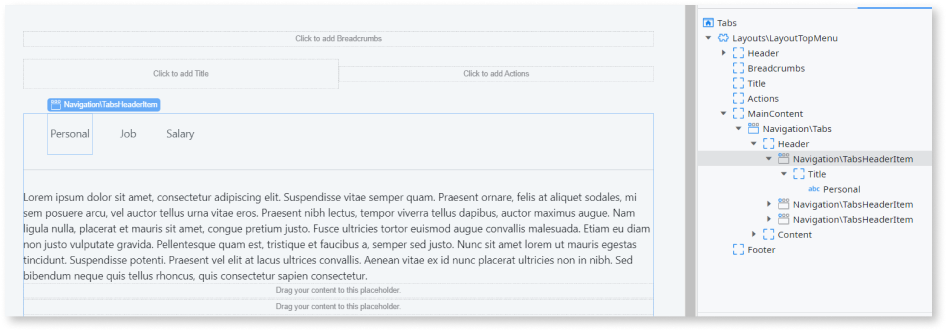 Click to add Breadcrumbs
Click to add Title
Click to add Actions
Navigation\TabsHeaderItem
Personal
Job
Salary
Lorem ipsum dolor sit amet, consectetur adipiscing elit. Suspendisse vitae semper quam. Praesent ornare, felis at aliquet sodales, mi
sem posuere arcu, vel auctor tellus urna vitae eros. Praesent nibh lectus, tempor viverra tellus dapibus, auctor maximus augue. Nam
ligula nulla, placerat et mauris sit amet, congue pretium justo. Fusce ultricies tortor euismod augue convallis malesuada. Etiam eu diam
non justo vulputate gravida. Pellentesque quam est, tristique et faucibus a, semper sed justo. Nunc sit amet lorem ut mauris egestas
tincidunt. Suspendisse potenti. Praesent vel elit at lacus ultrices convallis. Aenean vitae ex id nunc placerat ultricies non in nibh. Sed
bibendum neque quis tellus rhoncus, quis consectetur sapien consectetur.
Drag your content to this placeholder.
Drag your content to this placeholder.
Tabs
Layouts\LayoutTopMenu
Header
Breadcrumbs
Title
Actions
MainContent
Navigation\Tabs
Header
Navigation\TabsHeaderItem
Title
abc Personal
Navigation\TabsHeaderItem
Navigation\TabsHeaderItem
Content
Footer